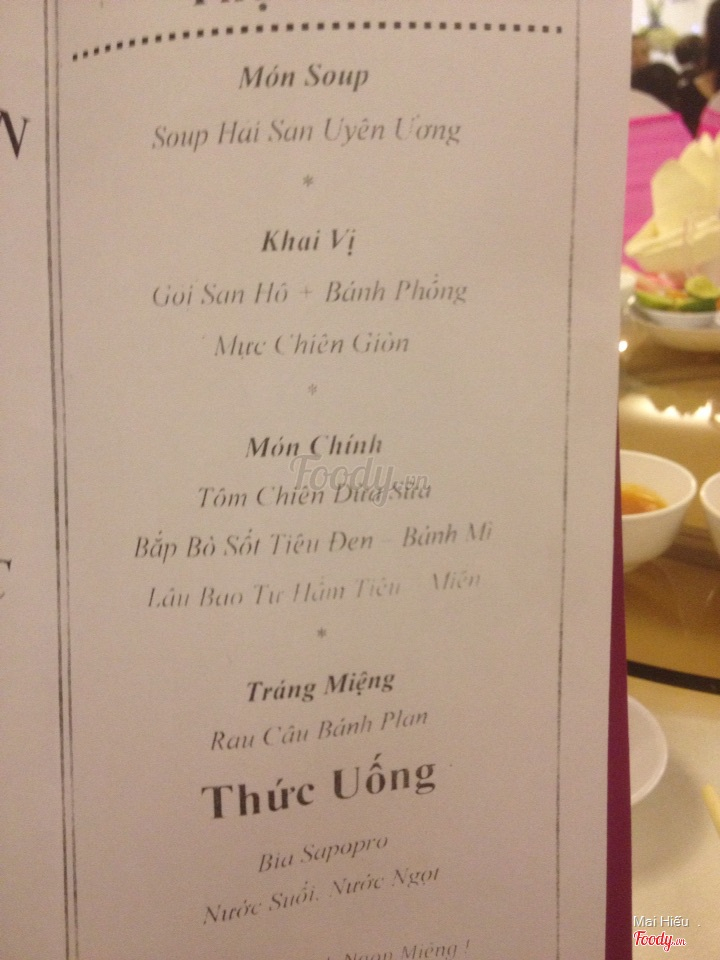 Món Soup
Soup Hải Sản Uyên Ương
*
Khai Vị
Gỏi San Hô + Bánh Phồng
Mực Chiên Giòn
*
Món Chính
Tôm Chiên Dừa Sữa
Bắp Bò Sốt Tiêu Đen - Bánh Mì
Lẩu Bao Tử Hầm Tiêu - Miến
*
Tráng Miệng
Rau Câu Bánh Plan
Thức Uống
Bia Sapopro
Nước Suối, Nước Ngọt
Ngon Miệng !
N
Foody.vn
Mai Hiếu
Foody.vn